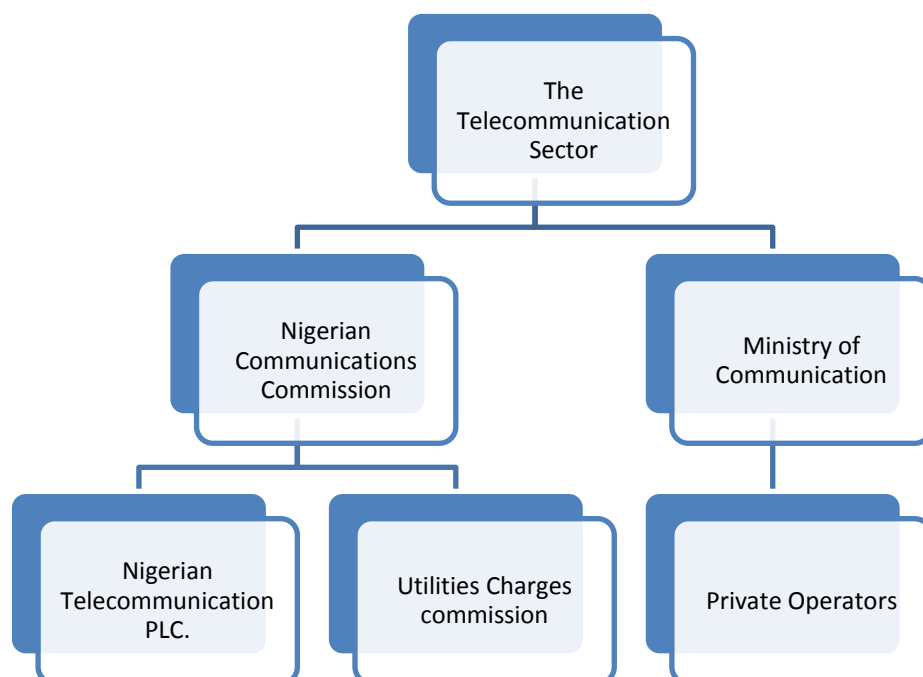 The
Telecommunication
Sector
Nigerian
Communications
Commission
Ministry of
Communication
Nigerian
Telecommunication
PLC.
Utilities Charges
commission
Private Operators